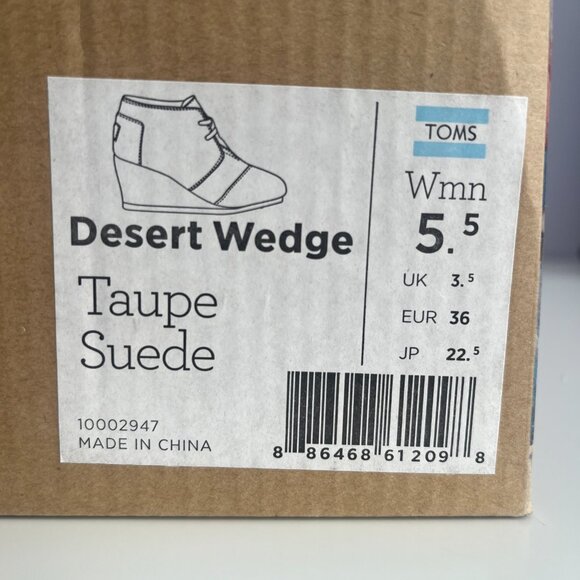 Desert Wedge
Taupe
Suede
10002947
MADE IN CHINA
TOMS
Wmn
5.5
UK 3.5
EUR 36
JP 22.5
8 86468 61209 8